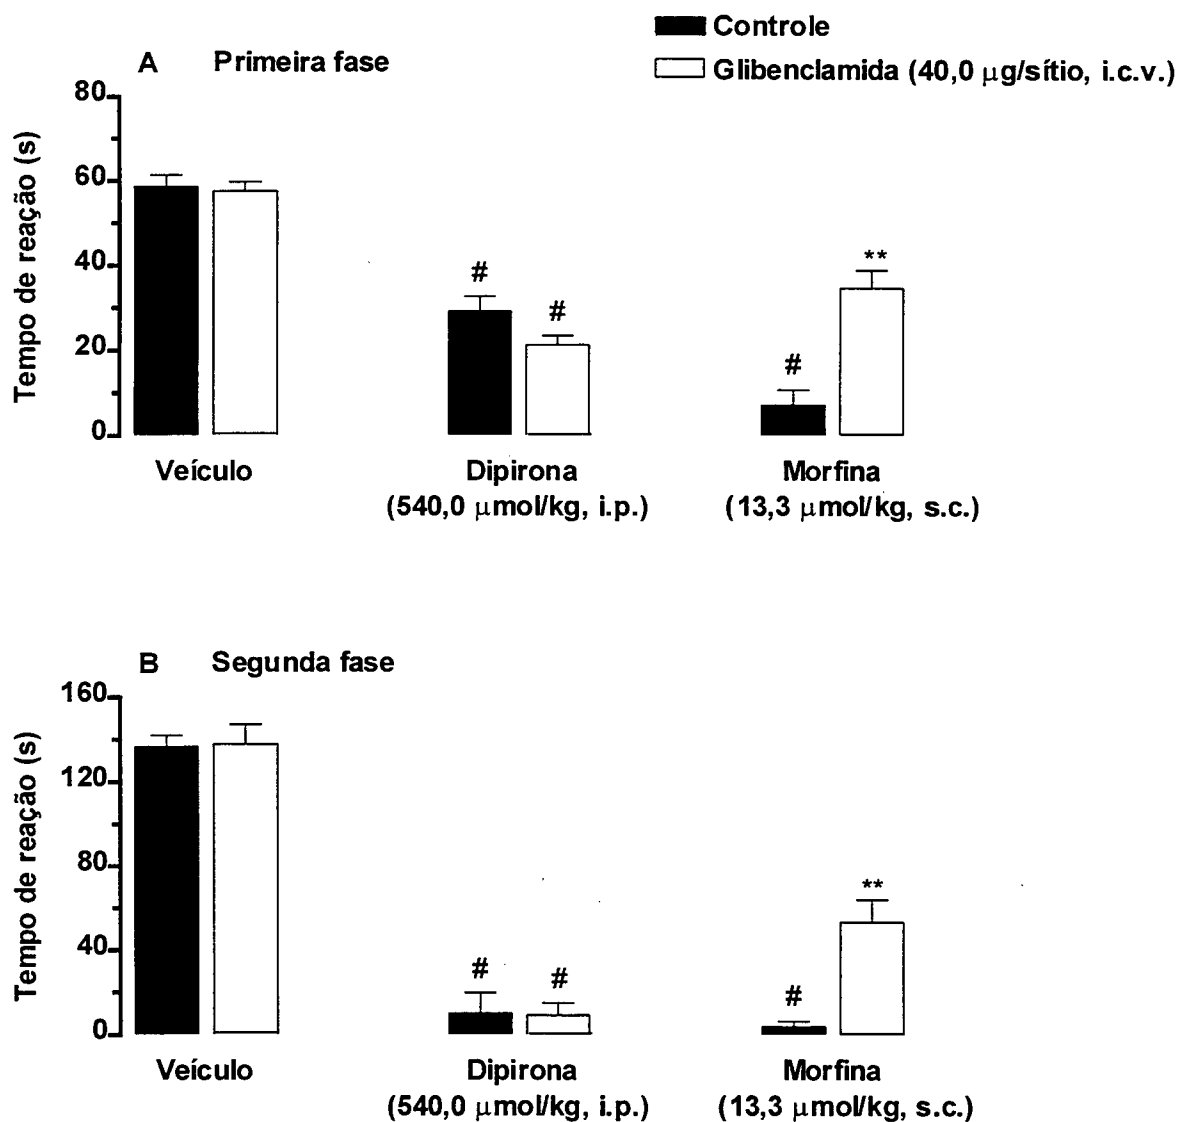 Controle
Glibenclamida (40,0 µg/sítio, i.c.v.)
A Primeira fase
Tempo de reação (s)
80
60
40
20
0
#
#
#
**
Veículo
Dipirona
(540,0 µmol/kg, i.p.)
Morfina
(13,3 µmol/kg, s.c.)
B Segunda fase
Tempo de reação (s)
160
120
80
40
0
#
#
#
**
Veículo
Dipirona
(540,0 µmol/kg, i.p.)
Morfina
(13,3 µmol/kg, s.c.)